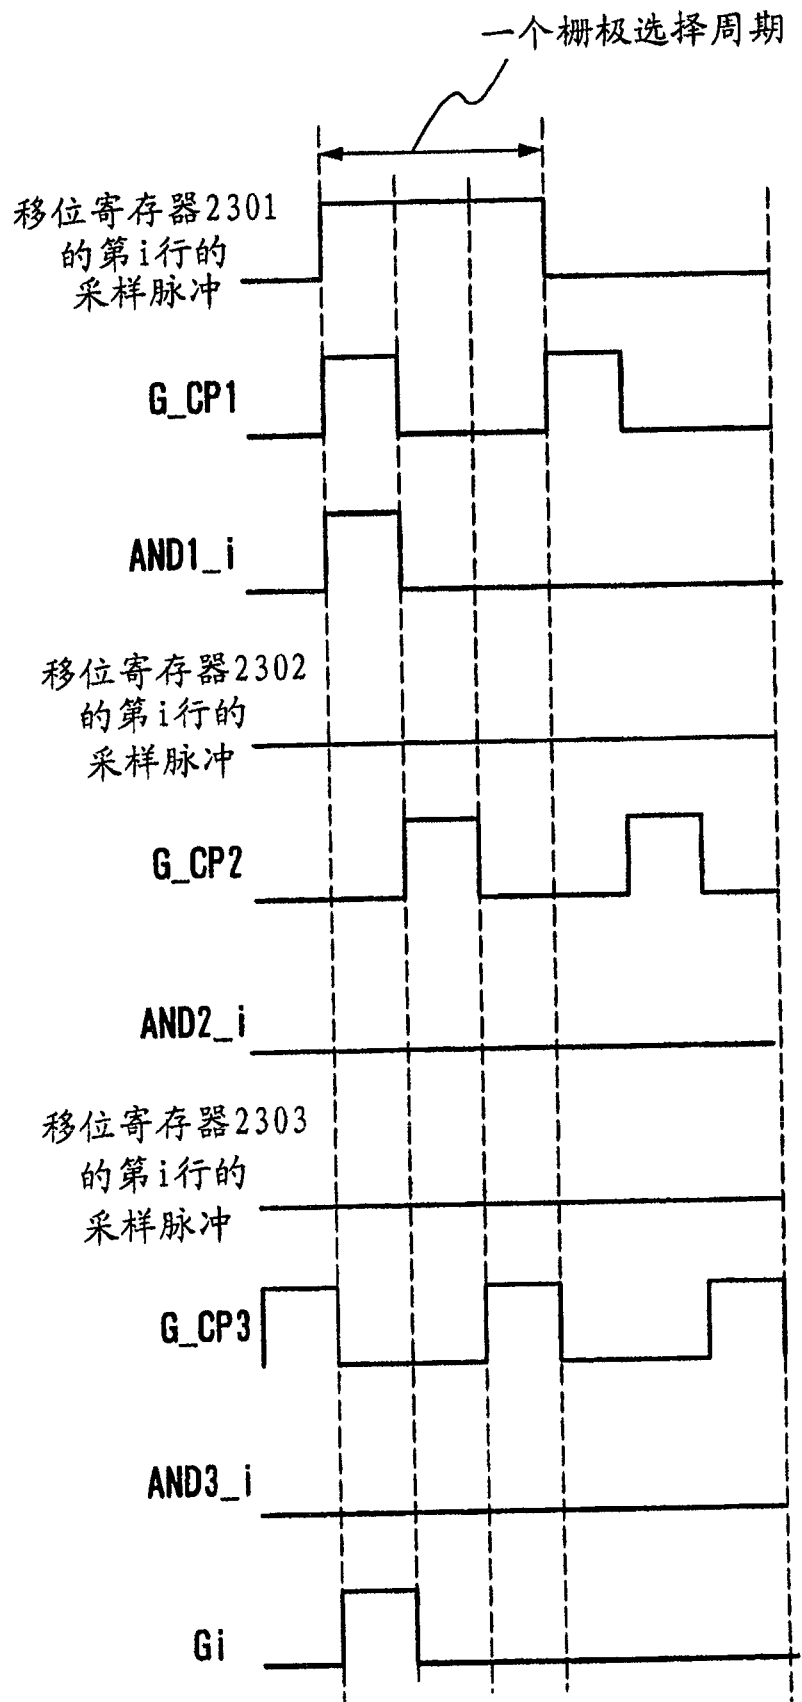 一个栅极选择周期
移位寄存器2301
的第i行的
采样脉冲
G_CP1
AND1_i
移位寄存器2302
的第i行的
采样脉冲
G_CP2
AND2_i
移位寄存器2303
的第i行的
采样脉冲
G_CP3
AND3_i
Gi